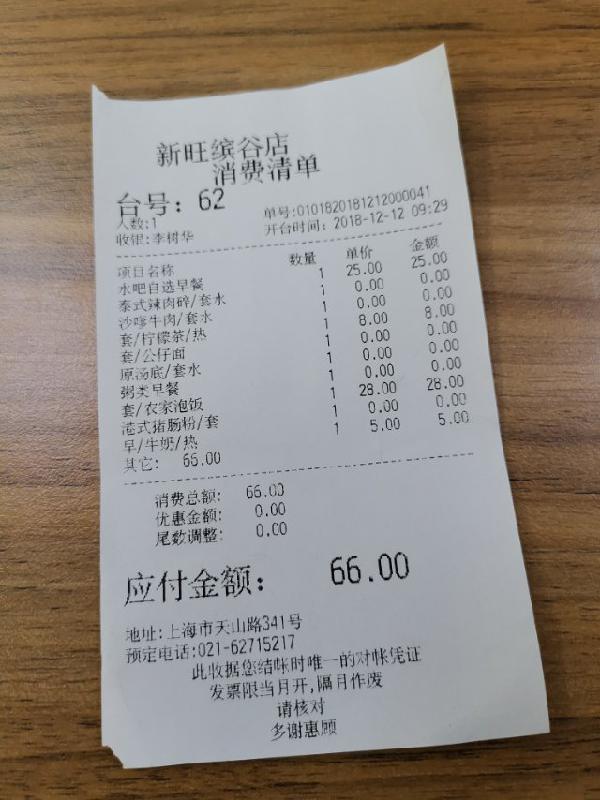 新旺缤谷店
消费清单
台号：62
人数:1 单号:0101820181212000041
收银:李树华 开台时间：2018-12-12 09:29
项目名称 数量 单价 金额
水吧自选早餐 1 25.00 25.00
泰式辣肉碎/套水 1 0.00 0.00
沙嗲牛肉/套水 1 0.00 0.00
套/柠檬茶/热 1 8.00 8.00
套/公仔面 1 0.00 0.00
原汤底/套水 1 0.00 0.00
粥类早餐 1 0.00 0.00
套/农家泡饭 1 28.00 28.00
港式猪肠粉/套 1 0.00 0.00
早/牛奶/热 1 5.00 5.00
其它: 66.00
消费总额: 66.00
优惠金额: 0.00
尾数调整: 0.00
应付金额： 66.00
地址:上海市天山路341号
预定电话:021-62715217
此收据您结帐时唯一的对帐凭证
发票限当月开,隔月作废
请核对
多谢惠顾